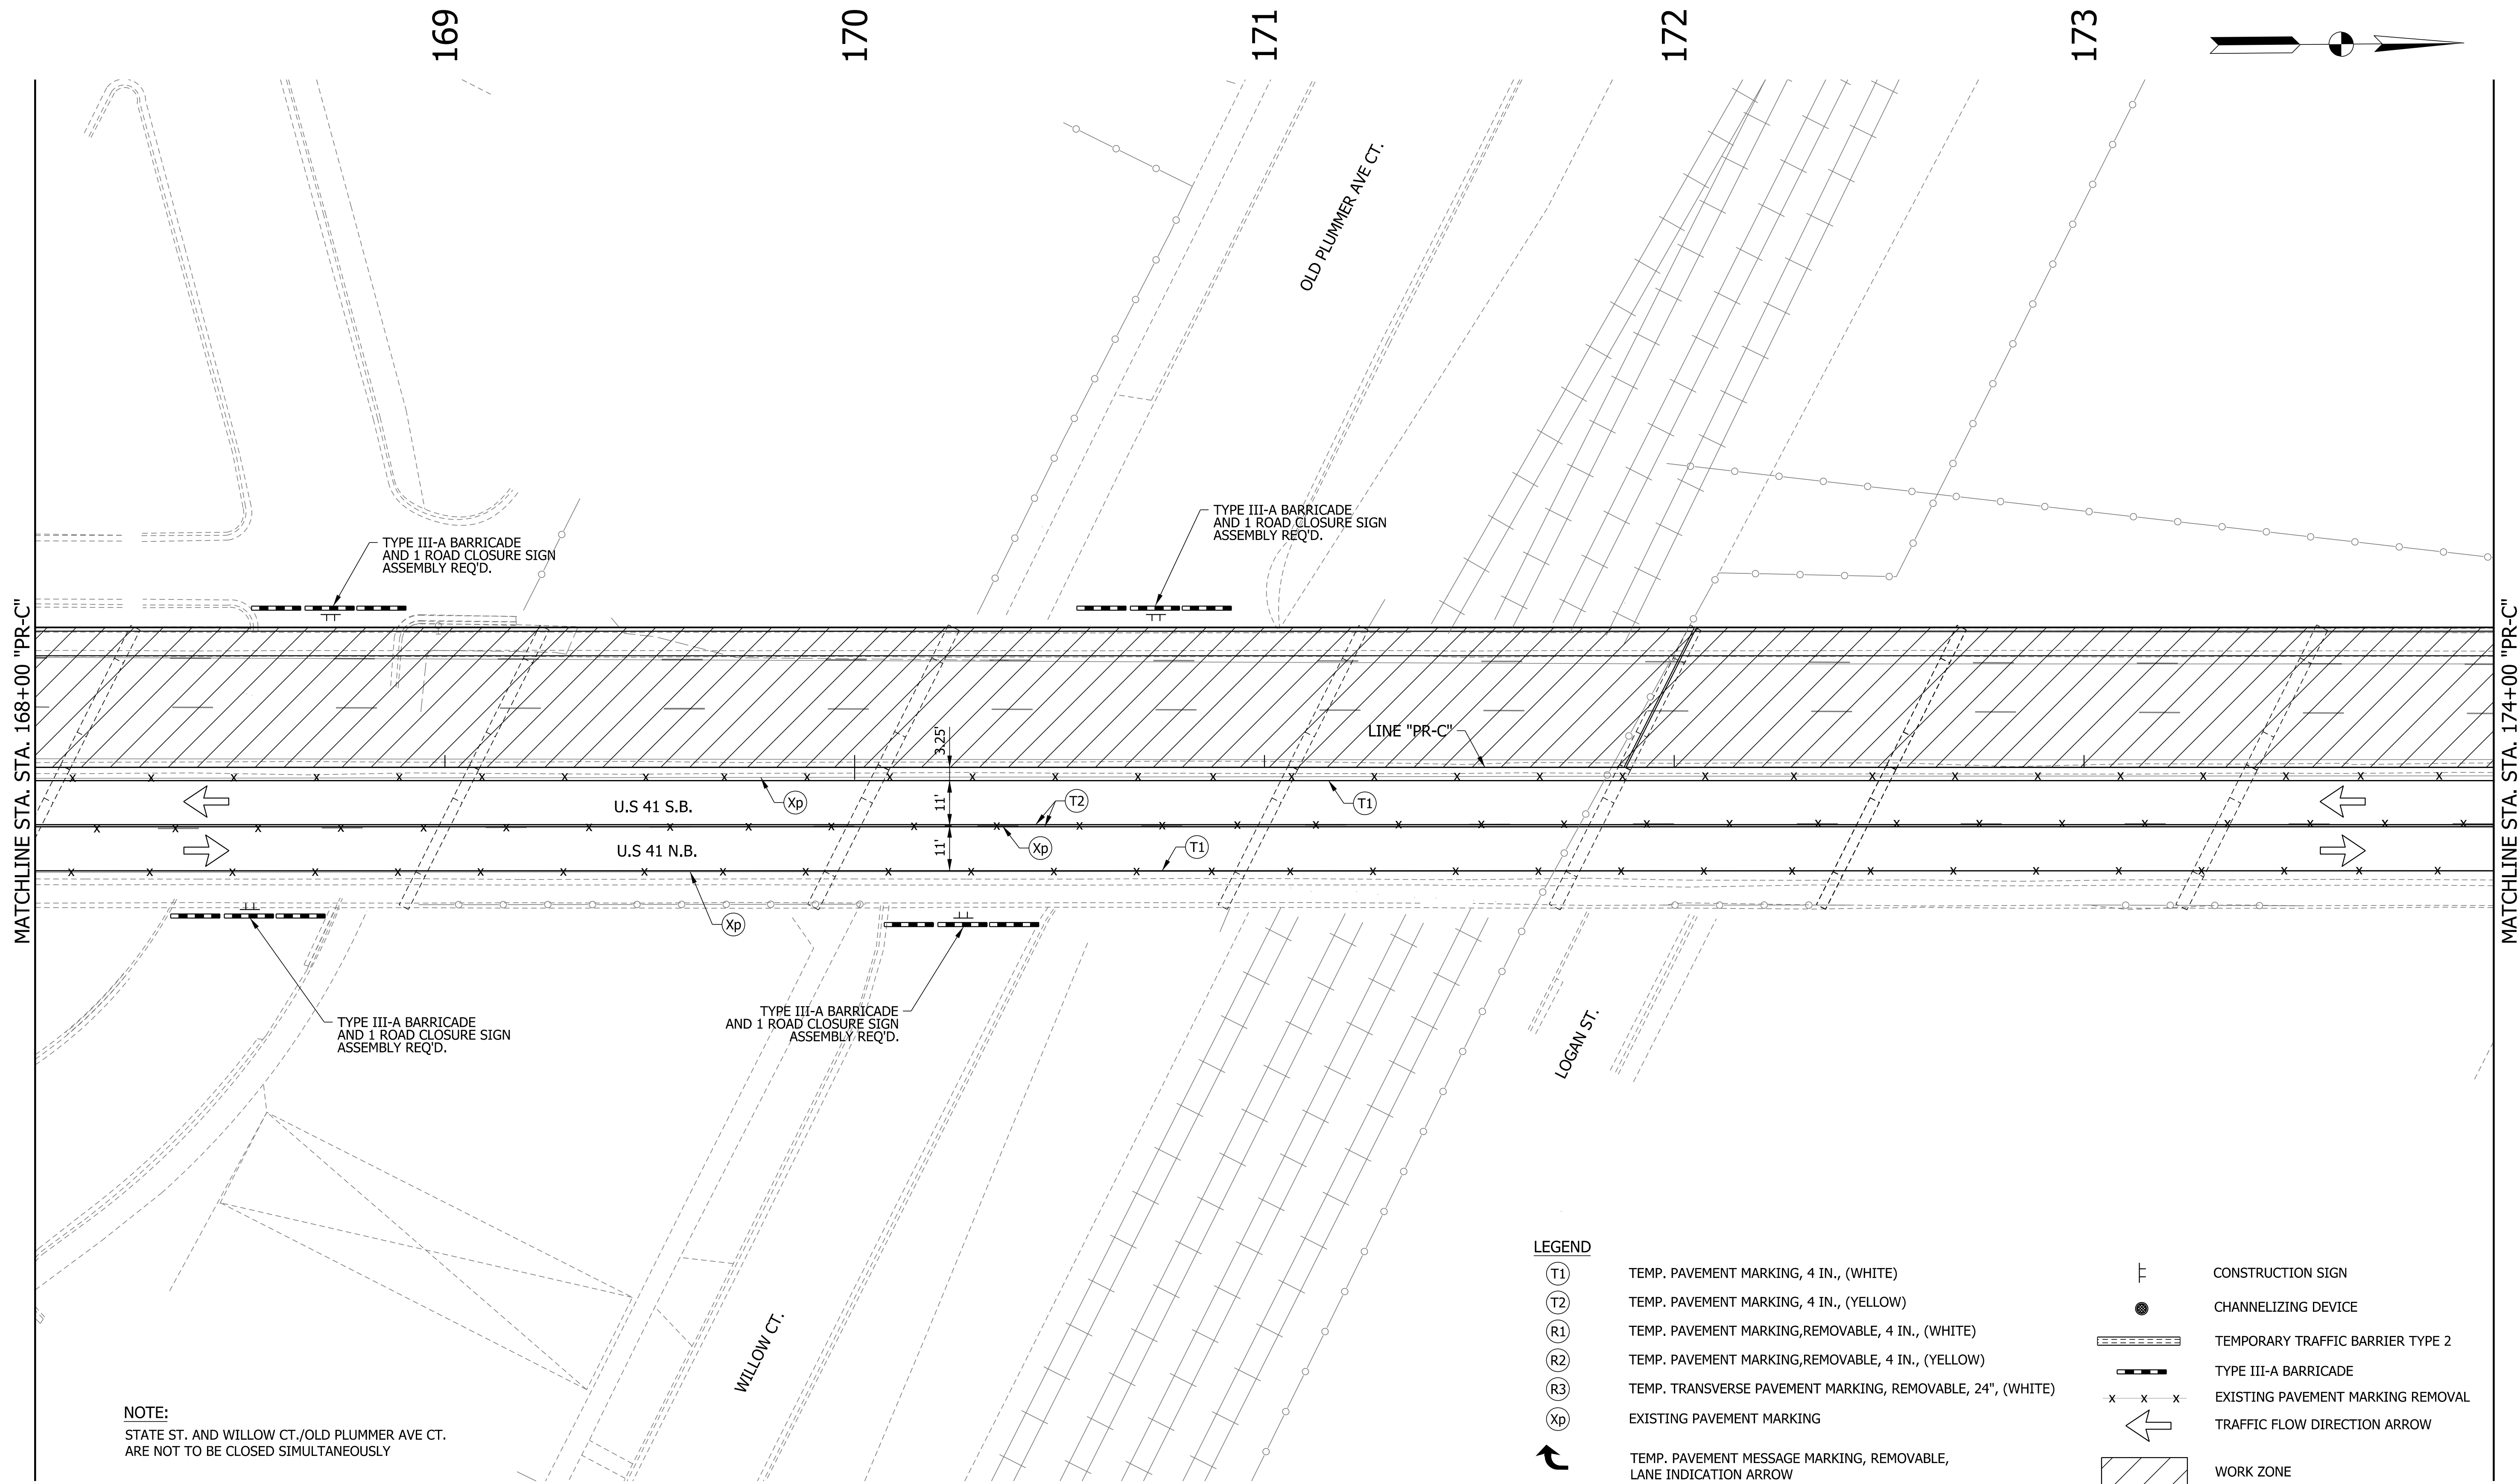 169
170
171
172
173
OLD PLUMMER AVE CT.
TYPE III-A BARRICADE
AND 1 ROAD CLOSURE SIGN
ASSEMBLY REQ'D.
TYPE III-A BARRICADE
AND 1 ROAD CLOSURE SIGN
ASSEMBLY REQ'D.
MATCHLINE STA. STA. 168+00 "PR-C"
MATCHLINE STA. STA. 174+00 "PR-C"
LINE "PR-C"
3.25'
Xp
U.S 41 S.B.
11'
T2
T1
U.S 41 N.B.
11'
Xp
T1
Xp
TYPE III-A BARRICADE
AND 1 ROAD CLOSURE SIGN
ASSEMBLY REQ'D.
TYPE III-A BARRICADE
AND 1 ROAD CLOSURE SIGN
ASSEMBLY REQ'D.
LOGAN ST.
WILLOW CT.
NOTE:
STATE ST. AND WILLOW CT./OLD PLUMMER AVE CT.
ARE NOT TO BE CLOSED SIMULTANEOUSLY
LEGEND
T1 TEMP. PAVEMENT MARKING, 4 IN., (WHITE)
T2 TEMP. PAVEMENT MARKING, 4 IN., (YELLOW)
R1 TEMP. PAVEMENT MARKING,REMOVABLE, 4 IN., (WHITE)
R2 TEMP. PAVEMENT MARKING,REMOVABLE, 4 IN., (YELLOW)
R3 TEMP. TRANSVERSE PAVEMENT MARKING, REMOVABLE, 24", (WHITE)
Xp EXISTING PAVEMENT MARKING
TEMP. PAVEMENT MESSAGE MARKING, REMOVABLE,
LANE INDICATION ARROW
CONSTRUCTION SIGN
CHANNELIZING DEVICE
TEMPORARY TRAFFIC BARRIER TYPE 2
TYPE III-A BARRICADE
X X X EXISTING PAVEMENT MARKING REMOVAL
TRAFFIC FLOW DIRECTION ARROW
WORK ZONE